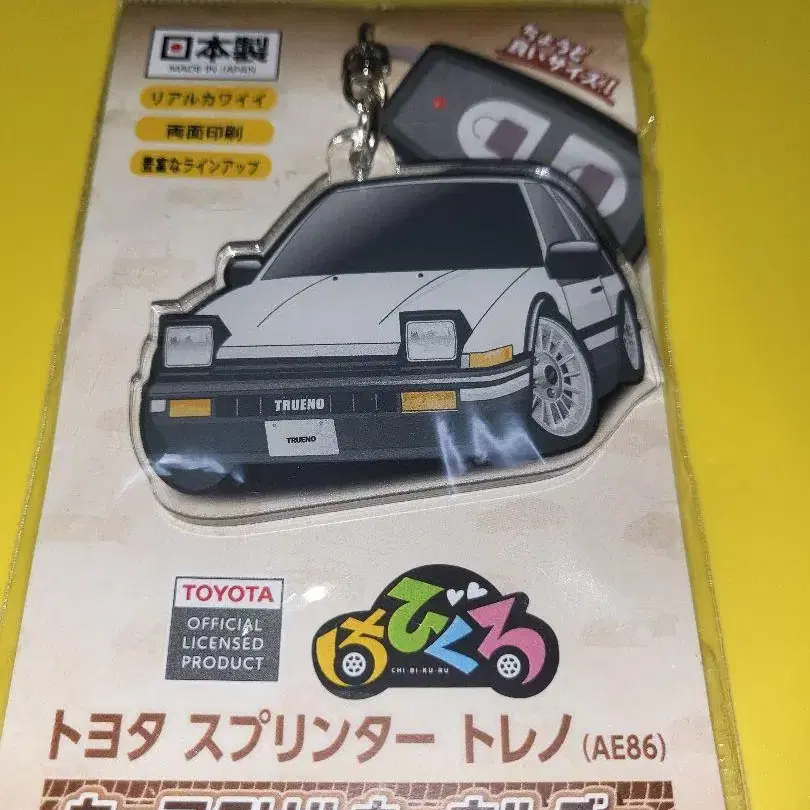 日本製
MADE IN JAPAN
リアルカワイイ
両面印刷
豊富なラインアップ
ちょうど
良いサイズ!
TRUENO
TRUENO
TOYOTA
OFFICIAL
LICENSED
PRODUCT
ちびくる
CHI-BI-KU-RU
トヨタ スプリンター トレノ(AE86)